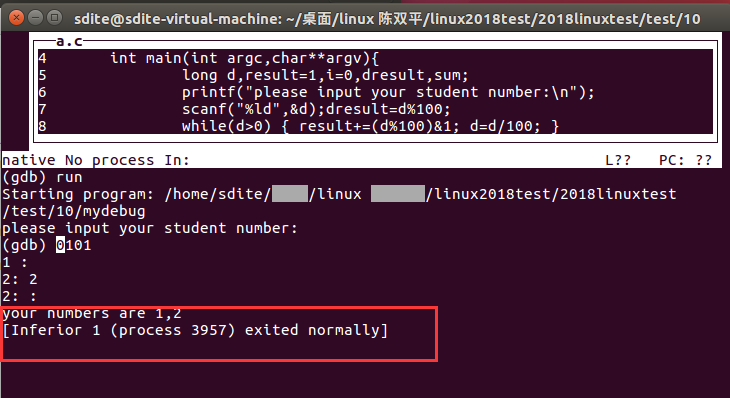 sdite@sdite-virtual-machine: ~/桌面/linux 陈双平/linux2018test/2018linuxtest/test/10
a.c
4 int main(int argc,char**argv){
5 long d,result=1,i=0,dresult,sum;
6 printf("please input your student number:\n");
7 scanf("%ld",&d);dresult=d%100;
8 while(d>0) { result+=(d%100)&1; d=d/100; }
native No process In: L?? PC: ??
(gdb) run
Starting program: /home/sdite/ /linux /linux2018test/2018linuxtest
/test/10/mydebug
please input your student number:
(gdb) 0101
1 :
2: 2
2: :
your numbers are 1,2
[Inferior 1 (process 3957) exited normally]